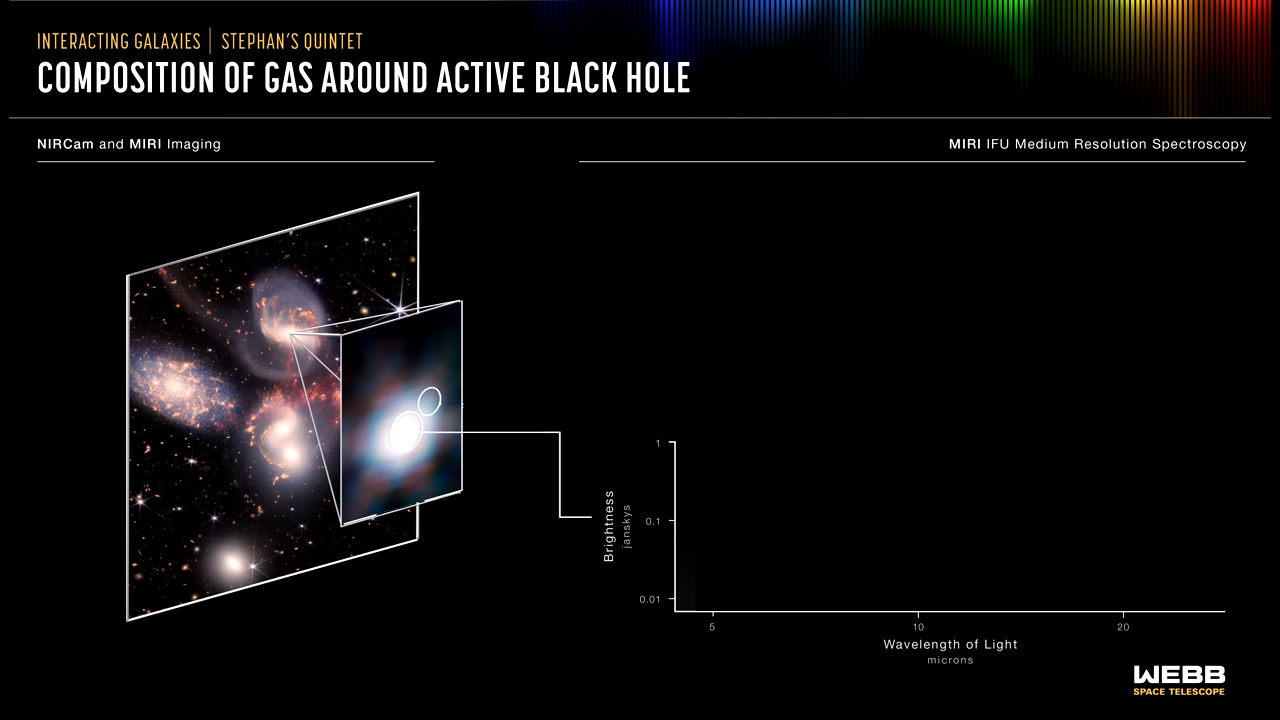 INTERACTING GALAXIES | STEPHAN'S QUINTET
COMPOSITION OF GAS AROUND ACTIVE BLACK HOLE
NIRCam and MIRI Imaging
MIRI IFU Medium Resolution Spectroscopy
Brightness
janskys
1
0.1
0.01
5
10
20
Wavelength of Light
microns
WEBB
SPACE TELESCOPE